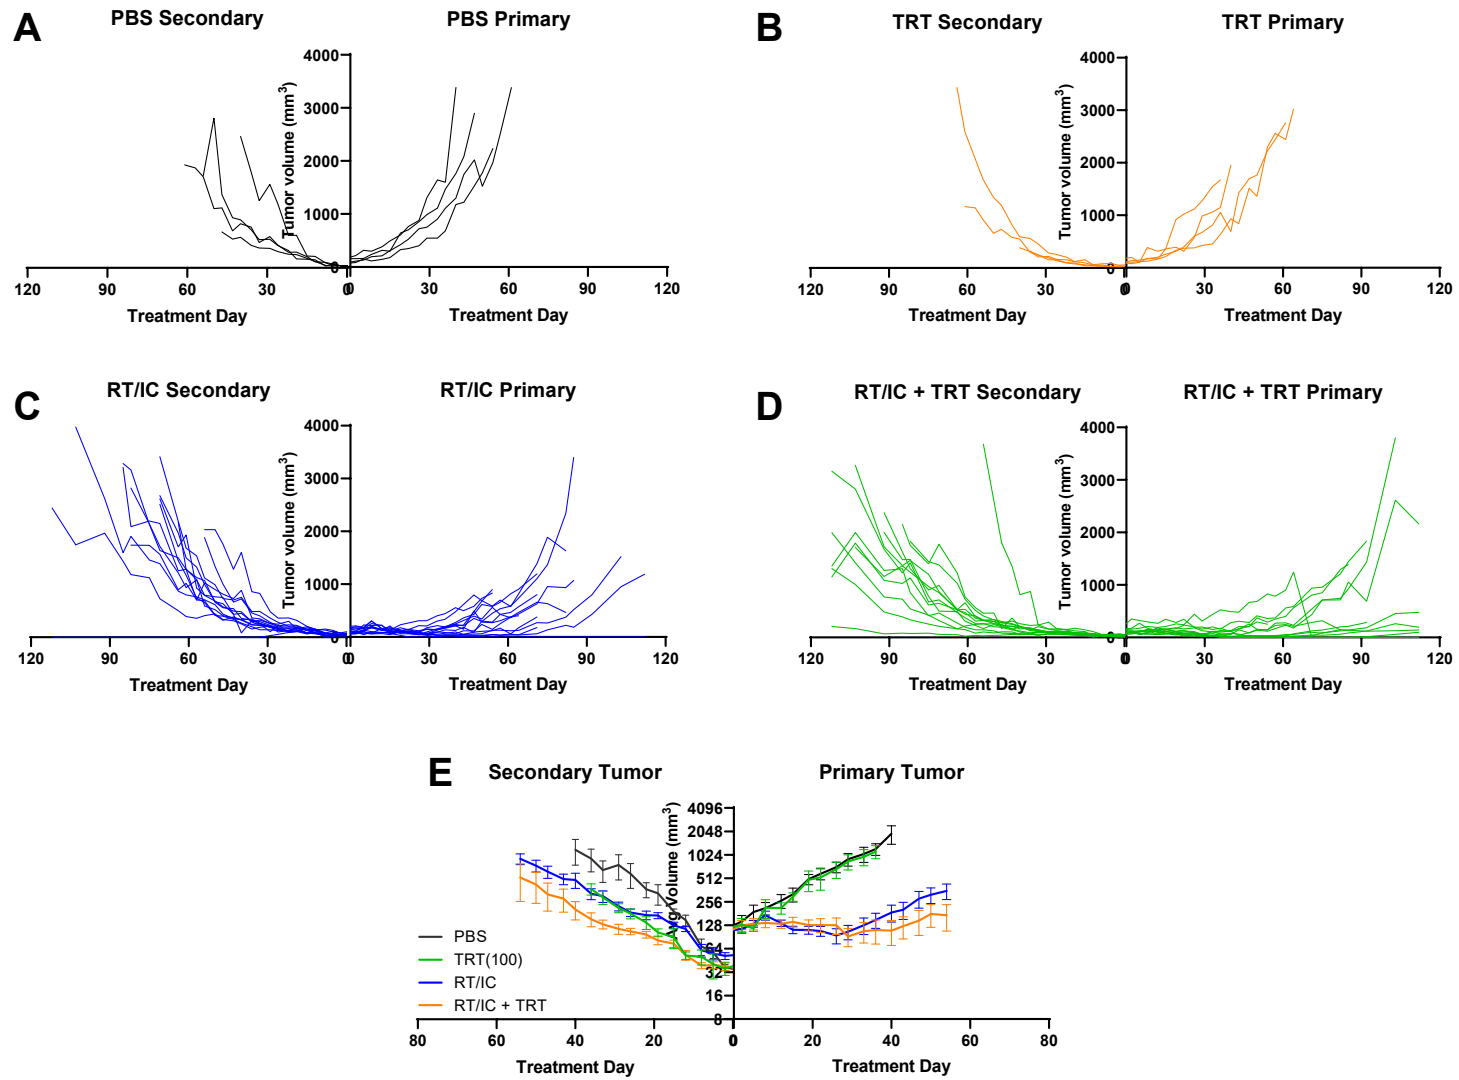 A
PBS Secondary
PBS Primary
Tumor volume (mm³)
4000
3000
2000
1000
0
120
90
60
30
0
0
30
60
90
120
Treatment Day
Treatment Day
B
TRT Secondary
TRT Primary
Tumor volume (mm³)
4000
3000
2000
1000
0
120
90
60
30
0
0
30
60
90
120
Treatment Day
Treatment Day
C
RT/IC Secondary
RT/IC Primary
Tumor volume (mm³)
4000
3000
2000
1000
0
120
90
60
30
0
0
30
60
90
120
Treatment Day
Treatment Day
D
RT/IC + TRT Secondary
RT/IC + TRT Primary
Tumor volume (mm³)
4000
3000
2000
1000
0
120
90
60
30
0
0
30
60
90
120
Treatment Day
Treatment Day
E
Secondary Tumor
Primary Tumor
Volume (mm³)
4096
2048
1024
512
256
128
64
32
16
8
PBS
TRT(100)
RT/IC
RT/IC + TRT
80
60
40
20
0
0
20
40
60
80
Treatment Day
Treatment Day